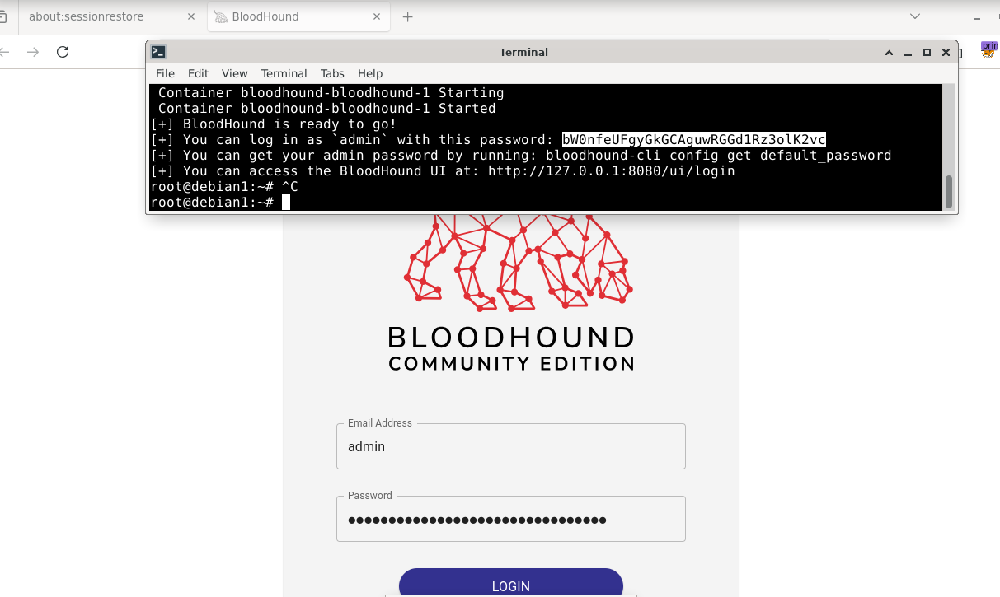 about:sessionrestore
BloodHound
Terminal
File Edit View Terminal Tabs Help
Container bloodhound-bloodhound-1 Starting
Container bloodhound-bloodhound-1 Started
[+] BloodHound is ready to go!
[+] You can log in as `admin` with this password: bW0nfeUFgyGkGCAguwRGGd1Rz3olK2vc
[+] You can get your admin password by running: bloodhound-cli config get default_password
[+] You can access the BloodHound UI at: http://127.0.0.1:8080/ui/login
root@debian1:~# ^C
root@debian1:~#
BLOODHOUND
COMMUNITY EDITION
Email Address
admin
Password
LOGIN